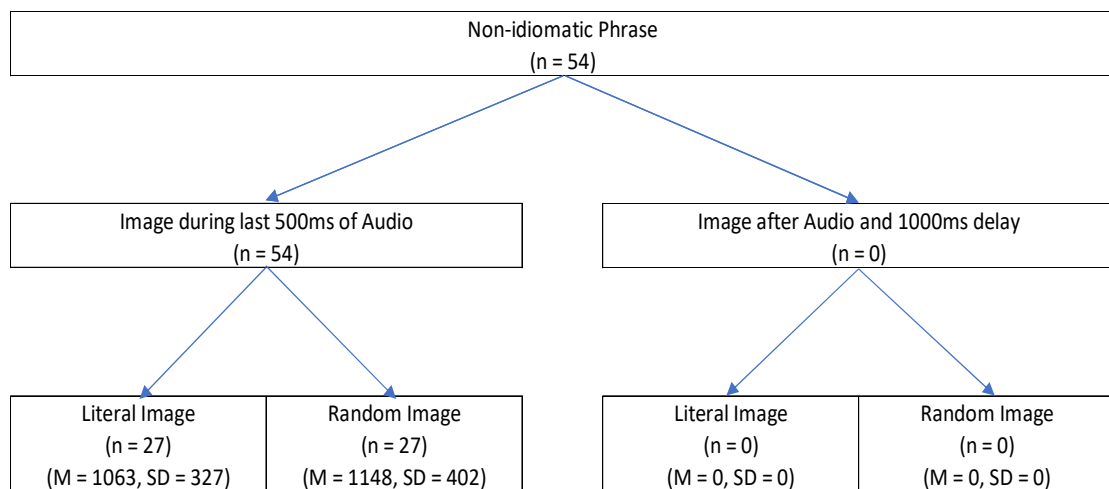 Non-idiomatic Phrase
(n = 54)
Image during last 500ms of Audio
(n = 54)
Image after Audio and 1000ms delay
(n = 0)
Literal Image
(n = 27)
(M = 1063, SD = 327)
Random Image
(n = 27)
(M = 1148, SD = 402)
Literal Image
(n = 0)
(M = 0, SD = 0)
Random Image
(n = 0)
(M = 0, SD = 0)